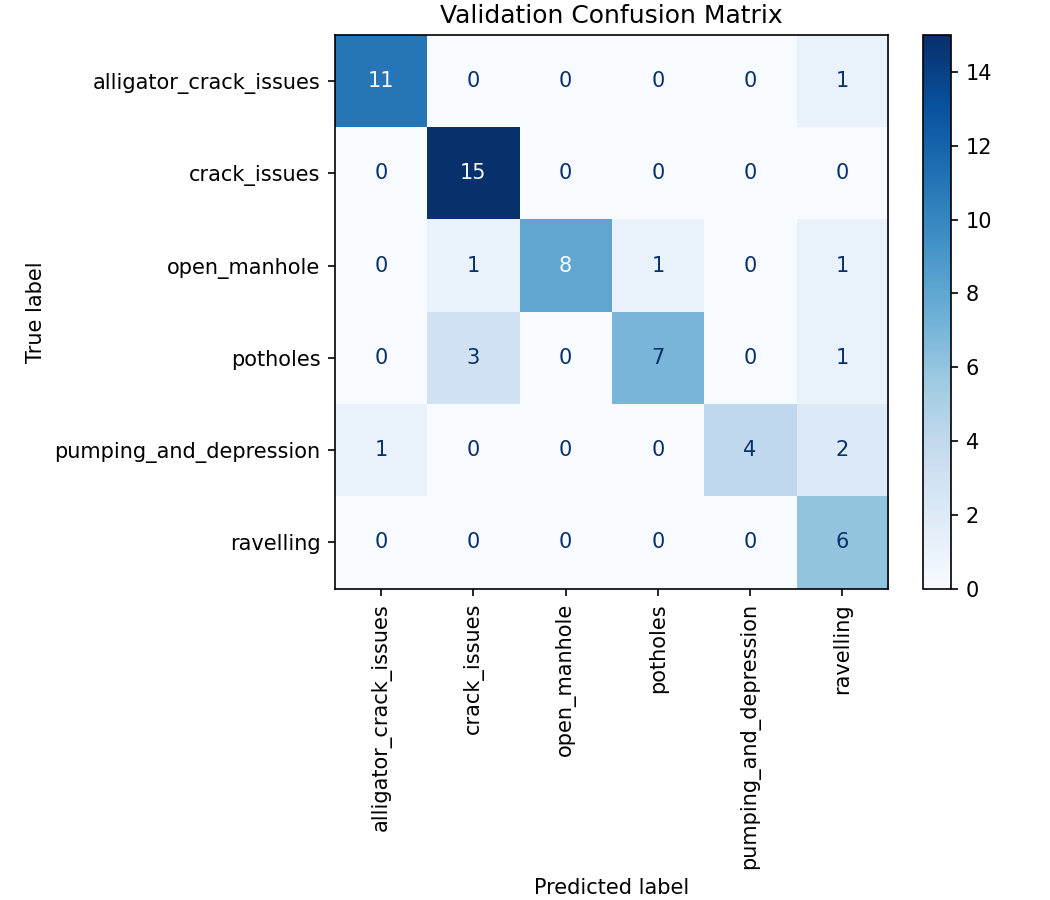 Validation Confusion Matrix
True label
alligator_crack_issues 11 0 0 0 0 1
crack_issues 0 15 0 0 0 0
open_manhole 0 1 8 1 0 1
potholes 0 3 0 7 0 1
pumping_and_depression 1 0 0 0 4 2
ravelling 0 0 0 0 0 6
alligator_crack_issues
crack_issues
open_manhole
potholes
pumping_and_depression
ravelling
Predicted label
14
12
10
8
6
4
2
0